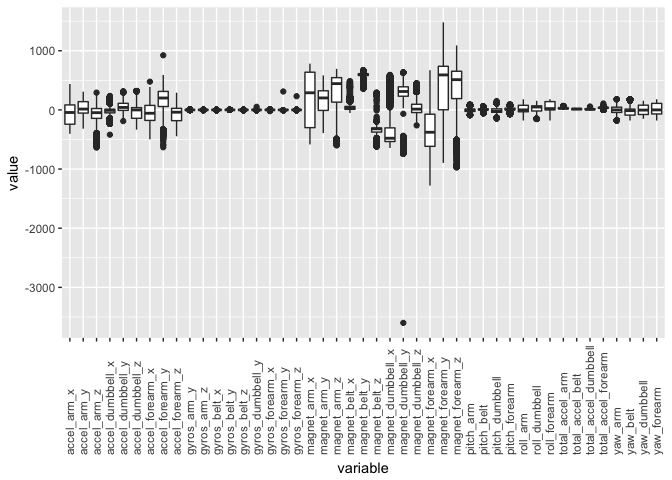 1000
0
-1000
-2000
-3000
value
accel_arm_x
accel_arm_y
accel_arm_z
accel_dumbbell_x
accel_dumbbell_y
accel_dumbbell_z
accel_forearm_x
accel_forearm_y
accel_forearm_z
gyros_arm_y
gyros_arm_z
gyros_belt_x
gyros_belt_y
gyros_belt_z
gyros_dumbbell_y
gyros_forearm_x
gyros_forearm_y
gyros_forearm_z
magnet_arm_x
magnet_arm_y
magnet_arm_z
magnet_belt_x
magnet_belt_y
magnet_belt_z
magnet_dumbbell_x
magnet_dumbbell_y
magnet_dumbbell_z
magnet_forearm_x
magnet_forearm_y
magnet_forearm_z
pitch_arm
pitch_belt
pitch_dumbbell
pitch_forearm
roll_arm
roll_dumbbell
roll_forearm
total_accel_arm
total_accel_belt
total_accel_dumbbell
total_accel_forearm
yaw_arm
yaw_belt
yaw_dumbbell
yaw_forearm
variable